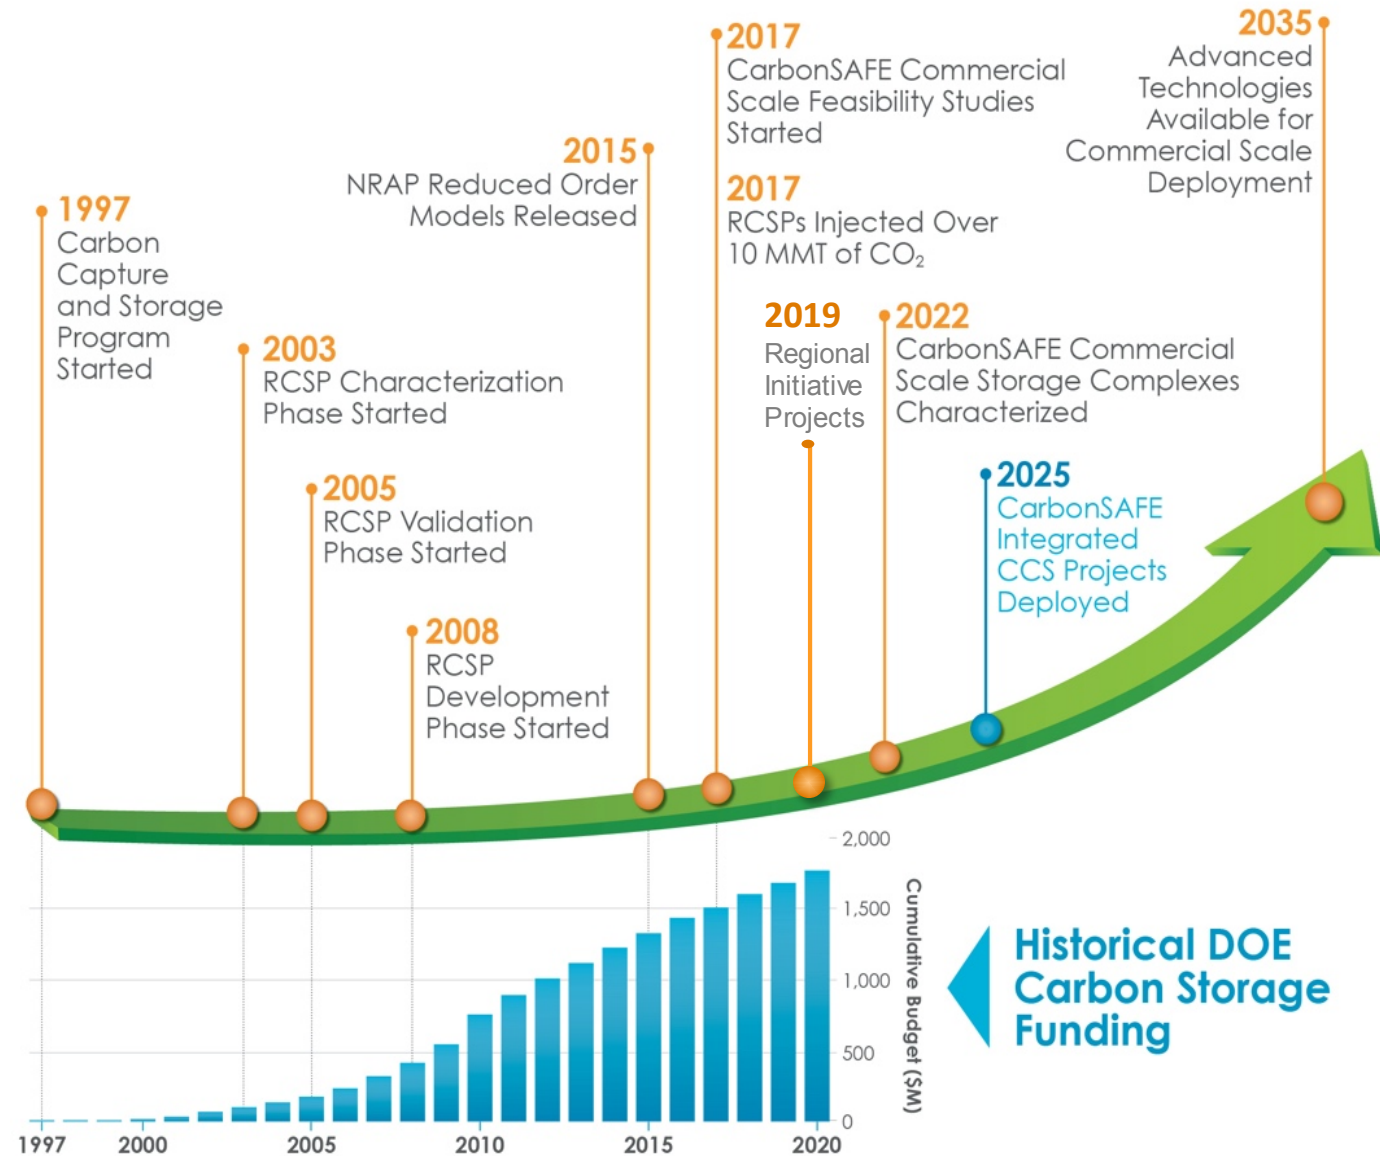 1997
Carbon
Capture
and Storage
Program
Started
2003
RCSP Characterization
Phase Started
2005
RCSP Validation
Phase Started
2008
RCSP
Development
Phase Started
2015
NRAP Reduced Order
Models Released
2017
CarbonSAFE Commercial
Scale Feasibility Studies
Started
2017
RCSPs Injected Over
10 MMT of CO₂
2019
Regional
Initiative
Projects
2022
CarbonSAFE Commercial
Scale Storage Complexes
Characterized
2025
CarbonSAFE
Integrated
CCS Projects
Deployed
2035
Advanced
Technologies
Available for
Commercial Scale
Deployment
2,000
1,500
1,000
500
0
Cumulative Budget ($M)
1997 2000 2005 2010 2015 2020
Historical DOE
Carbon Storage
Funding